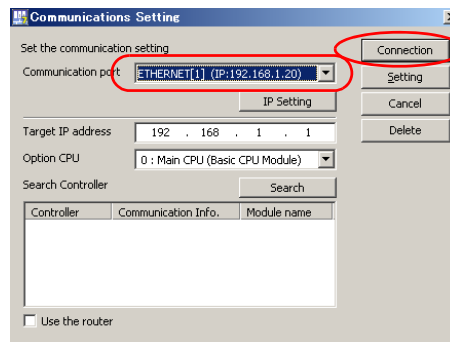 Communications Setting
Set the communication setting
Connection
Communication port ETHERNET[1] (IP:192.168.1.20)
Setting
IP Setting
Cancel
Target IP address 192 . 168 . 1 . 1
Delete
Option CPU 0 : Main CPU (Basic CPU Module)
Search Controller
Search
Controller Communication Info. Module name
Use the router